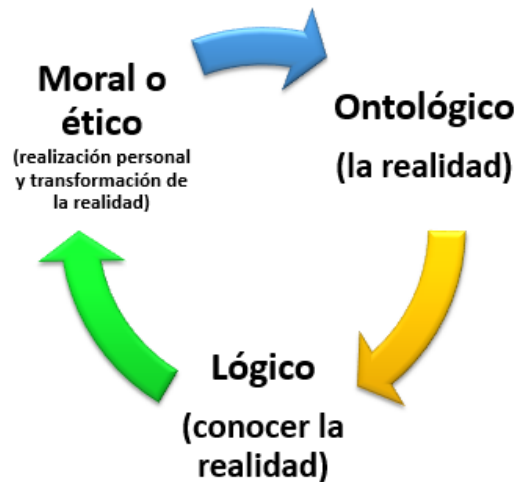 Moral o
ético
(realización personal
y transformación de
la realidad)
Ontológico
(la realidad)
Lógico
(conocer la
realidad)